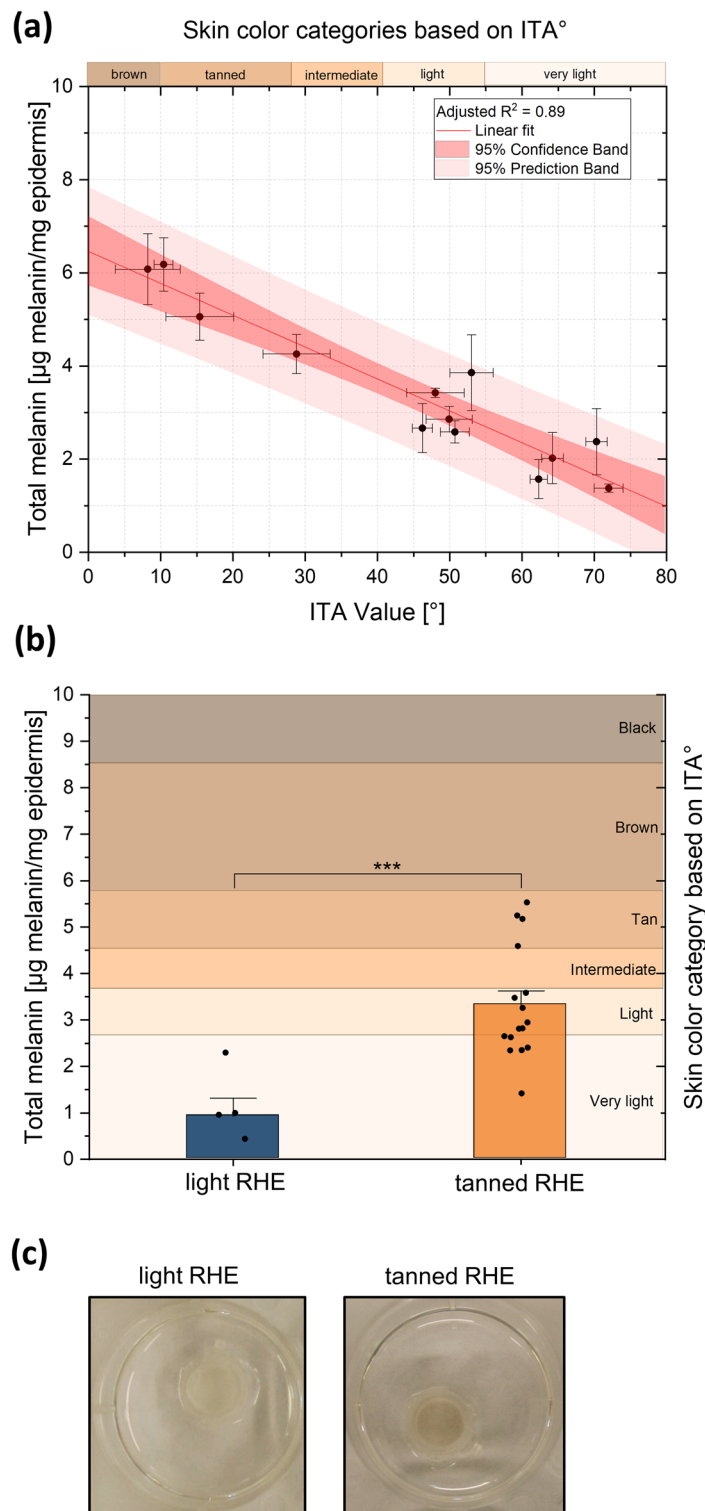 (a)
Skin color categories based on ITA°
brown tanned intermediate light very light
Adjusted R² = 0.89
Linear fit
95% Confidence Band
95% Prediction Band
10
8
6
4
2
0
Total melanin [µg melanin/mg epidermis]
0 10 20 30 40 50 60 70 80
ITA Value [°]
(b)
10
9
8
7
6
5
4
3
2
1
0
Total melanin [µg melanin/mg epidermis]
Black
Brown
***
Tan
Intermediate
Light
Very light
Skin color category based on ITA°
light RHE tanned RHE
(c)
light RHE tanned RHE